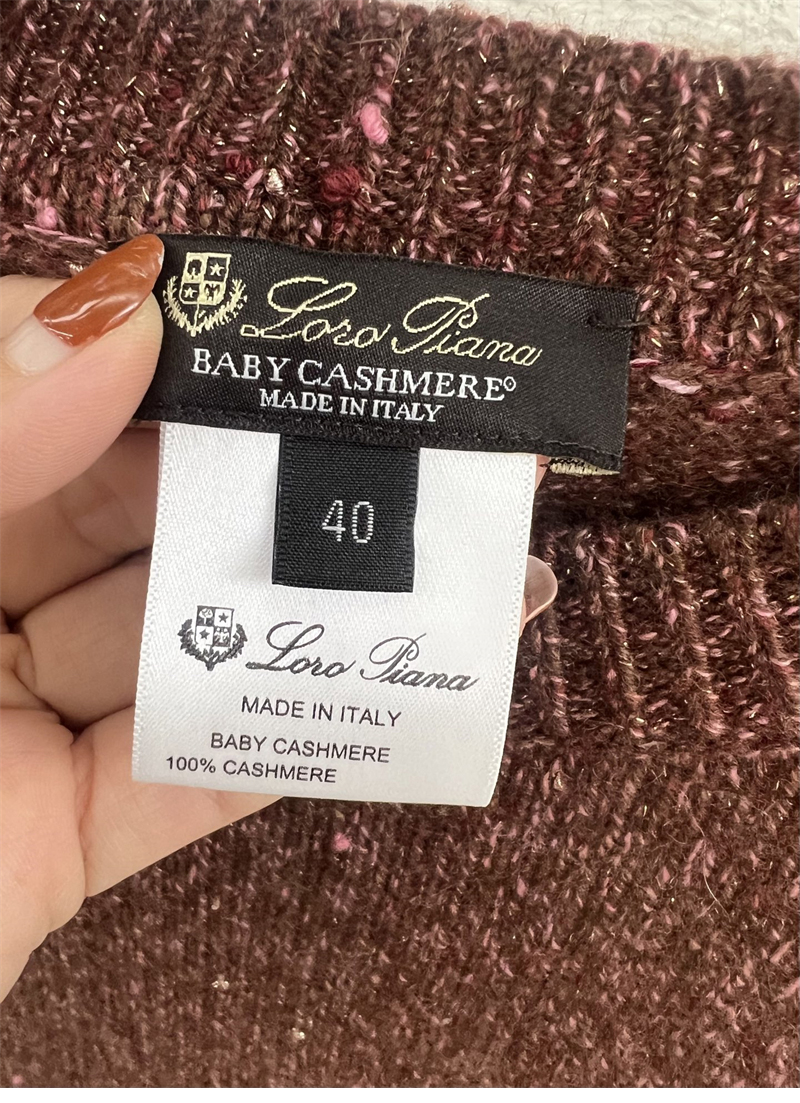 Loro Piana
BABY CASHMERE®
MADE IN ITALY
40
Loro Piana
MADE IN ITALY
BABY CASHMERE
100% CASHMERE